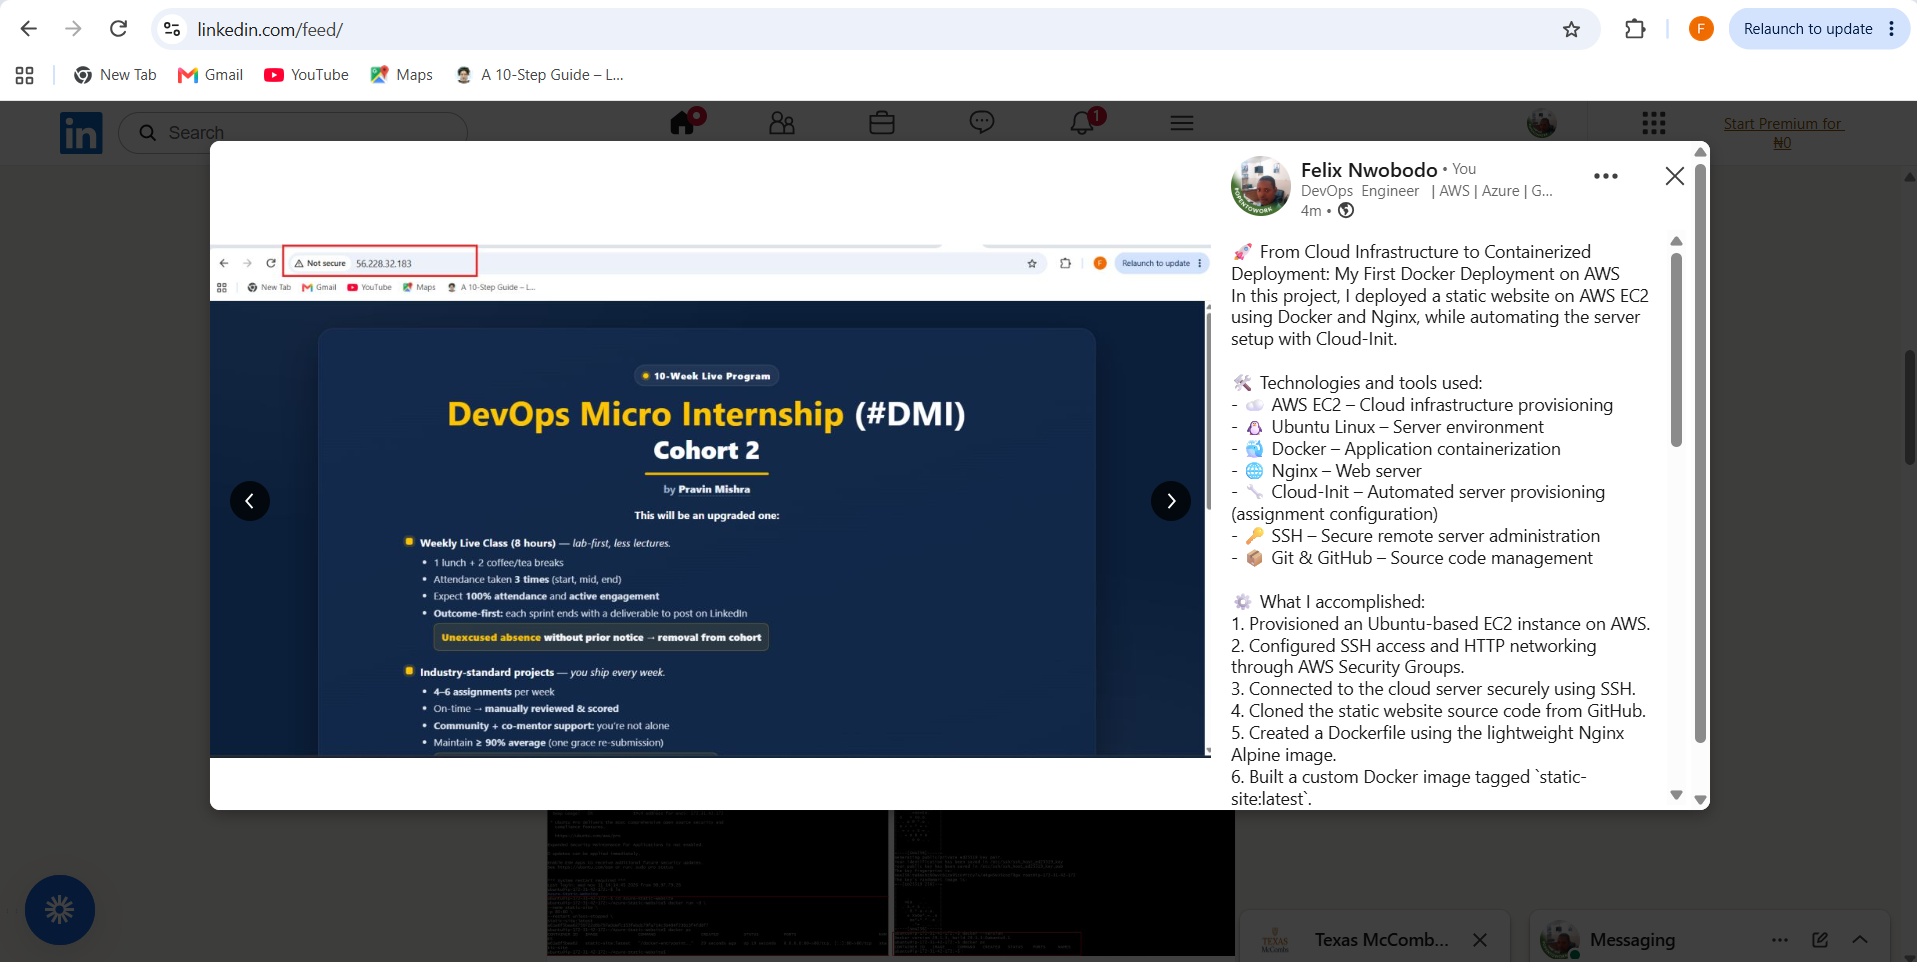 linkedin.com/feed/
Relaunch to update
New Tab
Gmail
YouTube
Maps
A 10-Step Guide – L...
Search
1
Start Premium for
₦0
Not secure 56.228.32.183
Relaunch to update
New Tab
Gmail
YouTube
Maps
A 10-Step Guide – L...
10-Week Live Program
DevOps Micro Internship (#DMI)
Cohort 2
by Pravin Mishra
This will be an upgraded one:
Weekly Live Class (8 hours) — lab-first, less lectures.
• 1 lunch + 2 coffee/tea breaks
• Attendance taken 3 times (start, mid, end)
• Expect 100% attendance and active engagement
• Outcome-first: each sprint ends with a deliverable to post on LinkedIn
Unexcused absence without prior notice → removal from cohort
Industry-standard projects — you ship every week.
• 4–6 assignments per week
• On-time → manually reviewed & scored
• Community + co-mentor support: you're not alone
• Maintain ≥ 90% average (one grace re-submission)
Felix Nwobodo • You
DevOps Engineer | AWS | Azure | G...
4m •
🚀 From Cloud Infrastructure to Containerized
Deployment: My First Docker Deployment on AWS
In this project, I deployed a static website on AWS EC2
using Docker and Nginx, while automating the server
setup with Cloud-Init.
🛠️ Technologies and tools used:
- ☁️ AWS EC2 – Cloud infrastructure provisioning
- 🐧 Ubuntu Linux – Server environment
- 🐳 Docker – Application containerization
- 🌐 Nginx – Web server
- 🔧 Cloud-Init – Automated server provisioning
(assignment configuration)
- 🔑 SSH – Secure remote server administration
- 📦 Git & GitHub – Source code management
⚙️ What I accomplished:
1. Provisioned an Ubuntu-based EC2 instance on AWS.
2. Configured SSH access and HTTP networking
through AWS Security Groups.
3. Connected to the cloud server securely using SSH.
4. Cloned the static website source code from GitHub.
5. Created a Dockerfile using the lightweight Nginx
Alpine image.
6. Built a custom Docker image tagged `static-
site:latest`.
Texas McComb...
Messaging